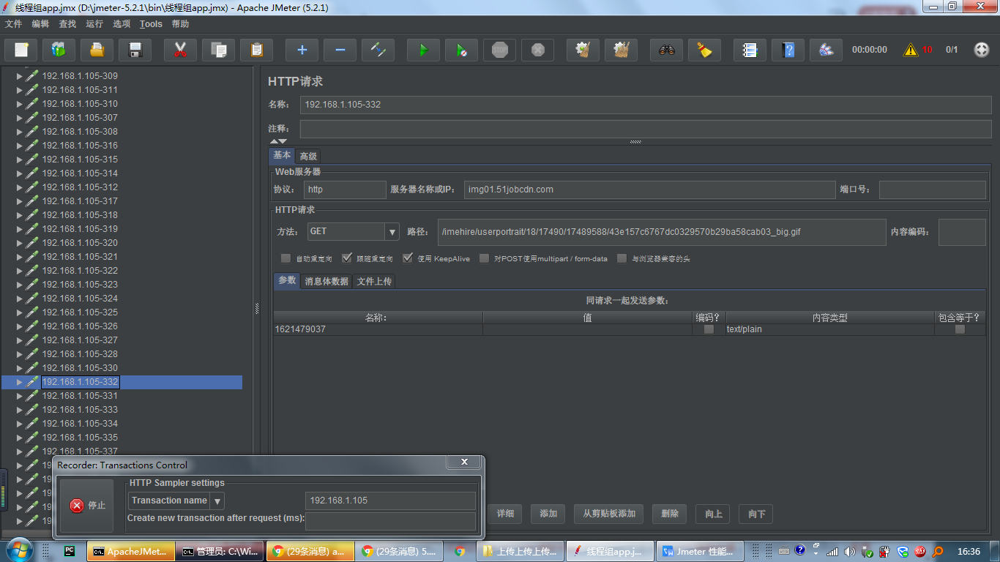 线程组app.jmx (D:\jmeter-5.2.1\bin\线程组app.jmx) - Apache JMeter (5.2.1)
文件 编辑 查找 运行 选项 Tools 帮助
STOP 00:00:00 10 0/1
192.168.1.105-309
192.168.1.105-311
192.168.1.105-310
192.168.1.105-307
192.168.1.105-308
192.168.1.105-316
192.168.1.105-315
192.168.1.105-314
192.168.1.105-312
192.168.1.105-317
192.168.1.105-318
192.168.1.105-319
192.168.1.105-320
192.168.1.105-321
192.168.1.105-322
192.168.1.105-323
192.168.1.105-324
192.168.1.105-325
192.168.1.105-326
192.168.1.105-327
192.168.1.105-328
192.168.1.105-330
192.168.1.105-332
192.168.1.105-331
192.168.1.105-333
192.168.1.105-334
192.168.1.105-335
192.168.1.105-337
HTTP请求
名称： 192.168.1.105-332
注释：
基本 高级
Web服务器
协议： http 服务器名称或IP： img01.51jobcdn.com 端口号：
HTTP请求
方法： GET 路径： /imehire/userportrait/18/17490/17489588/43e157c6767dc0329570b29ba58cab03_big.gif 内容编码：
自动重定向 跟随重定向 使用 KeepAlive 对POST使用multipart / form-data 与浏览器兼容的头
参数 消息体数据 文件上传
同请求一起发送参数：
名称： 值 编码? 内容类型 包含等于?
1621479037 text/plain
详细 添加 从剪贴板添加 删除 向上 向下
Recorder: Transactions Control
HTTP Sampler settings
停止
Transaction name 192.168.1.105
Create new transaction after request (ms):
PC ApacheJMet... 管理员: C:\Wi... (29条消息) a... (29条消息) 5.... 上传上传上传... 线程组app.j... Jmeter 性能... 16:36